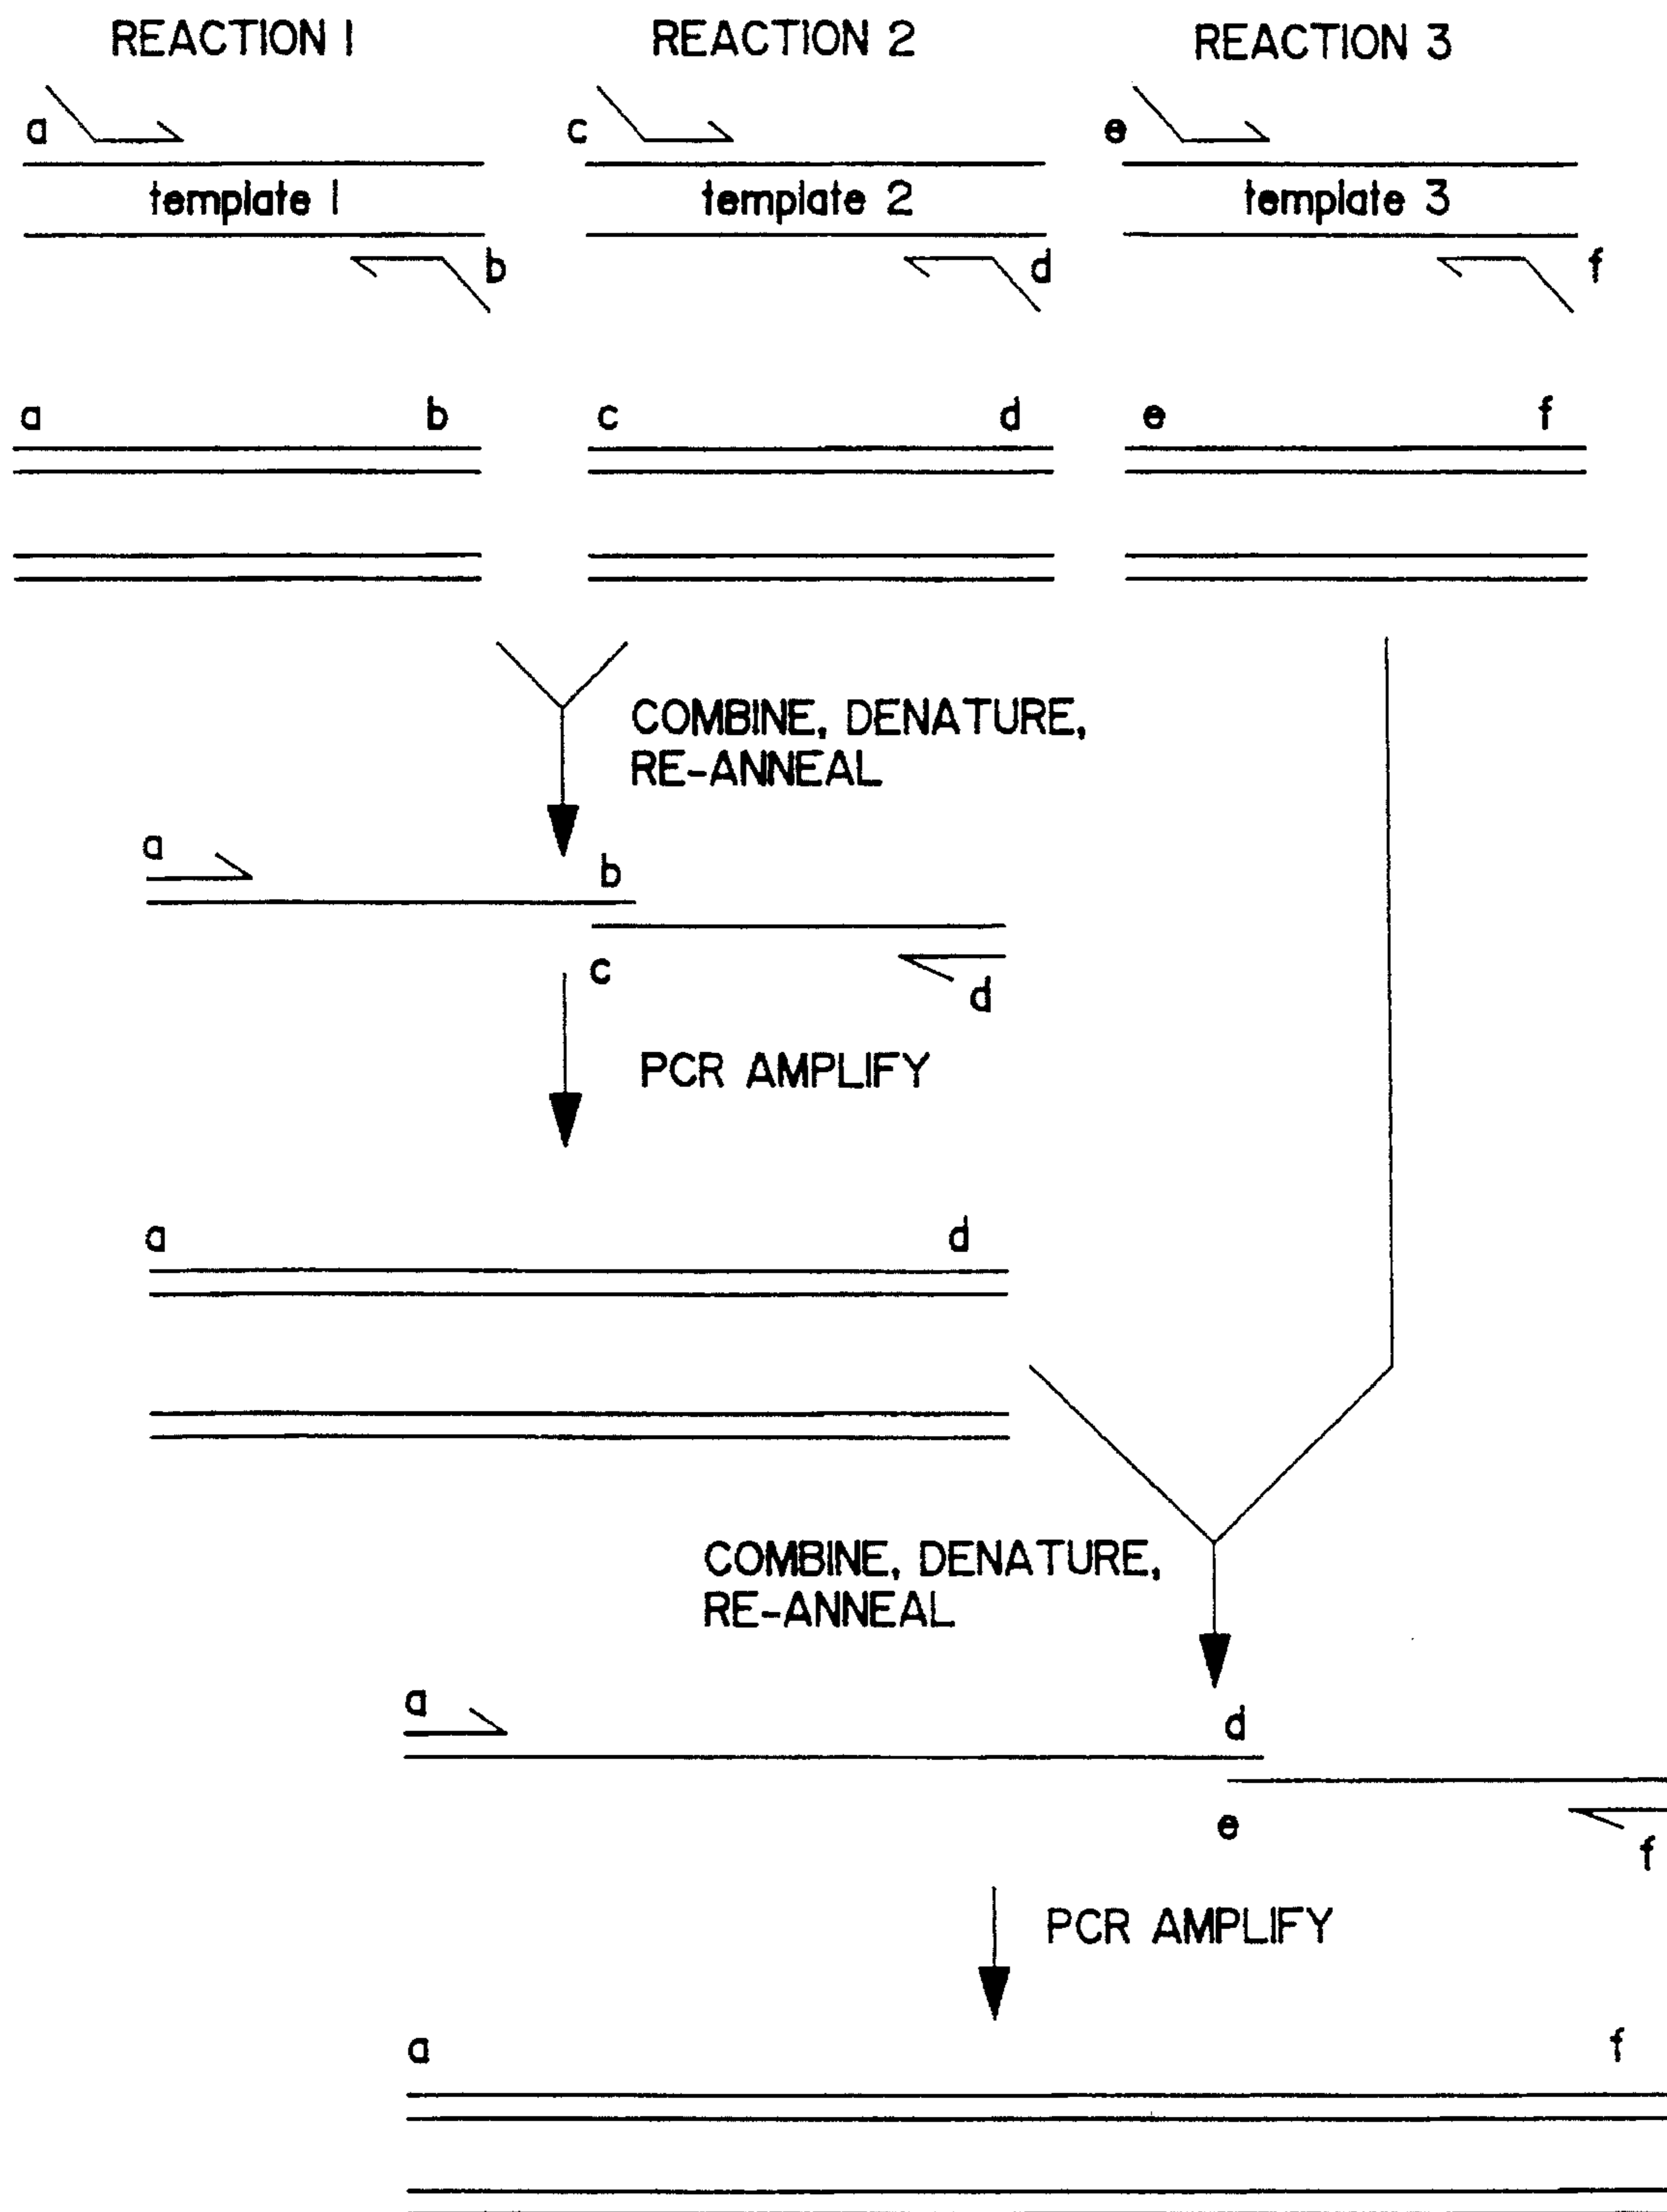 REACTION 1
REACTION 2
REACTION 3
a
c
e
template 1
template 2
template 3
b
d
f
a b c d e f
COMBINE, DENATURE,
RE-ANNEAL
a
b
c
d
PCR AMPLIFY
a d
COMBINE, DENATURE,
RE-ANNEAL
a
d
e
f
PCR AMPLIFY
a f